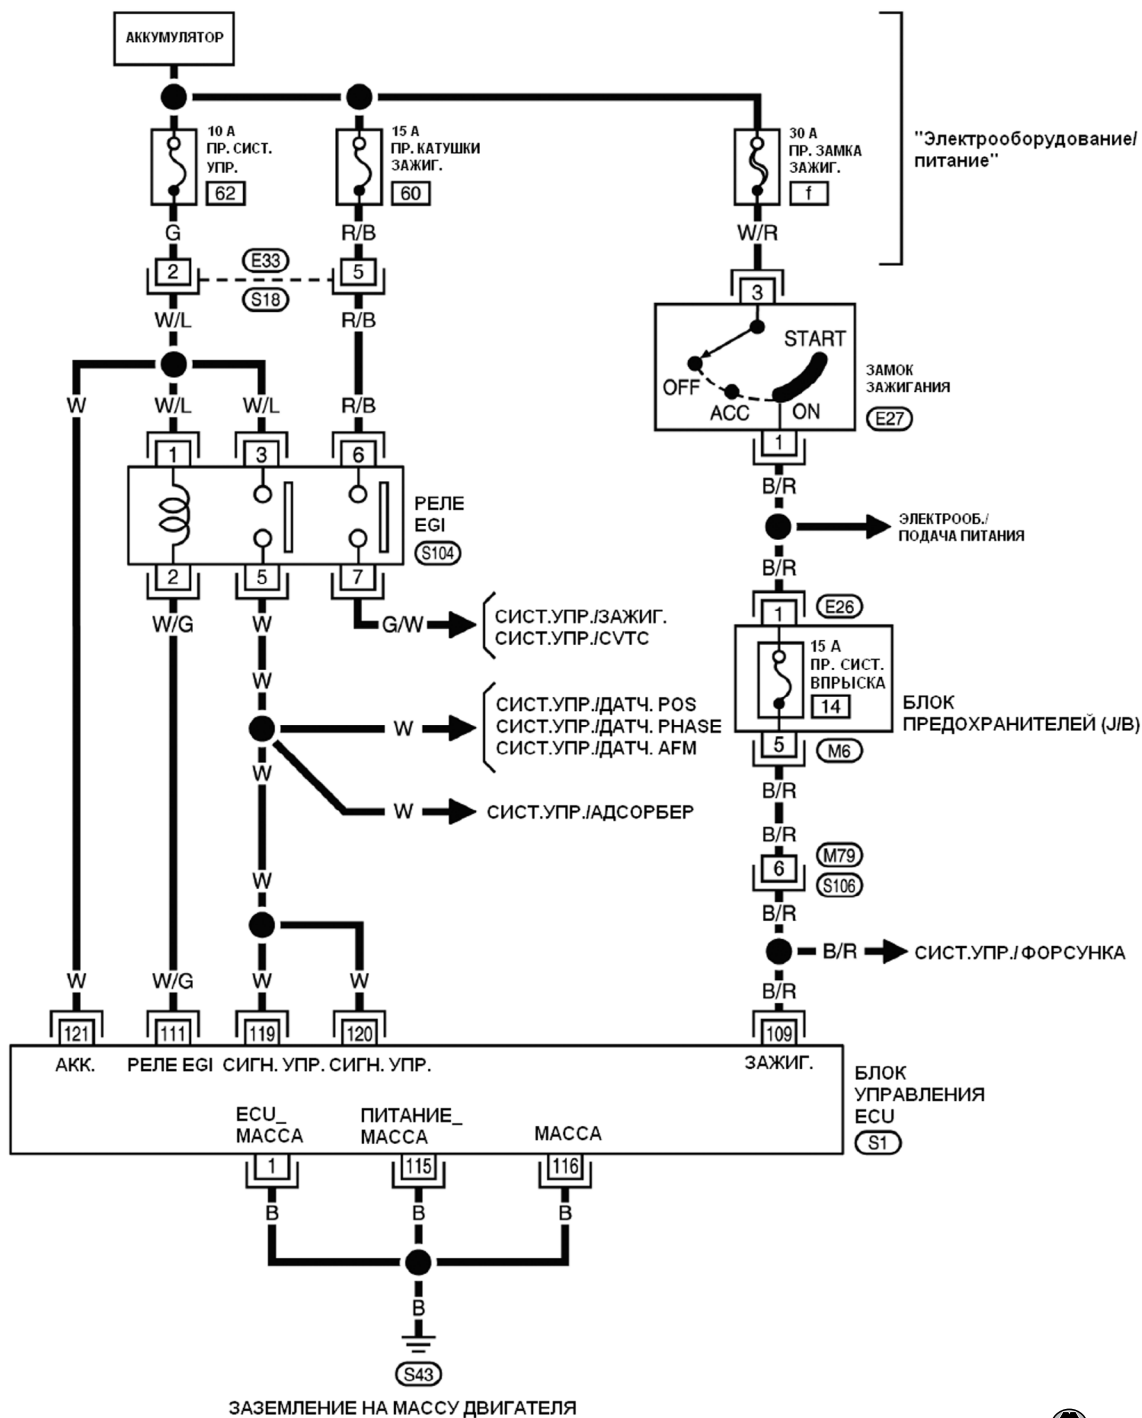 АККУМУЛЯТОР
10 А
ПР. СИСТ.
УПР.
62
15 А
ПР. КАТУШКИ
ЗАЖИГ.
60
30 А
ПР. ЗАМКА
ЗАЖИГ.
f
"Электрооборудование/
питание"
G
R/B
W/R
2
E33
S18
5
3
W/L
R/B
START
OFF
ACC
ON
ЗАМОК
ЗАЖИГАНИЯ
E27
W
W/L
W/L
R/B
1
1
3
6
B/R
РЕЛЕ
EGI
S104
ЭЛЕКТРООБ./
ПОДАЧА ПИТАНИЯ
B/R
2
5
7
1
E26
W/G
W
G/W
СИСТ.УПР./ЗАЖИГ.
СИСТ.УПР./CVTC
15 А
ПР. СИСТ.
ВПРЫСКА
14
БЛОК
ПРЕДОХРАНИТЕЛЕЙ (J/B)
W
W
СИСТ.УПР./ДАТЧ. POS
СИСТ.УПР./ДАТЧ. PHASE
СИСТ.УПР./ДАТЧ. AFM
5
M6
W
B/R
W
СИСТ.УПР./АДСОРБЕР
B/R
W
6
M79
S106
B/R
B/R
СИСТ.УПР./ФОРСУНКА
W
W/G
W
W
B/R
121
111
119
120
109
АКК.
РЕЛЕ EGI
СИГН. УПР.
СИГН. УПР.
ЗАЖИГ.
БЛОК
УПРАВЛЕНИЯ
ECU
S1
ECU_
МАССА
ПИТАНИЕ_
МАССА
МАССА
1
115
116
B
B
B
B
S43
ЗАЗЕМЛЕНИЕ НА МАССУ ДВИГАТЕЛЯ